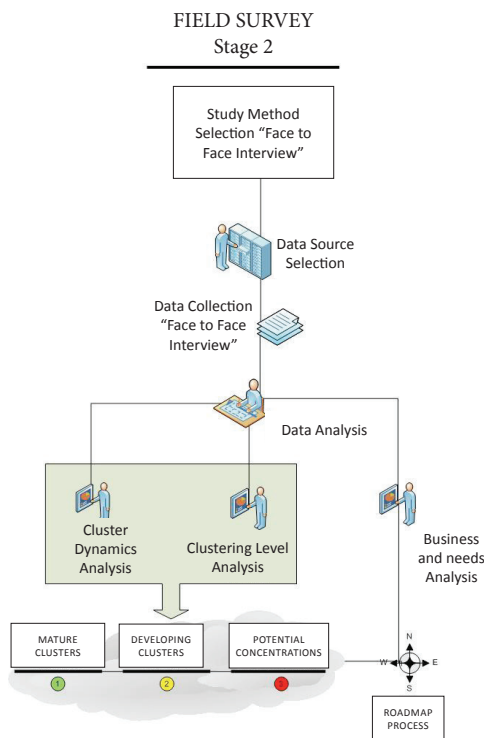 FIELD SURVEY
Stage 2
Study Method
Selection “Face to
Face Interview”
Data Source
Selection
Data Collection
“Face to Face
Interview”
Data Analysis
Cluster
Dynamics
Analysis
Clustering Level
Analysis
Business
and needs
Analysis
MATURE
CLUSTERS
DEVELOPING
CLUSTERS
POTENTIAL
CONCENTRATIONS
1
2
N
W
E
S
ROADMAP
PROCESS